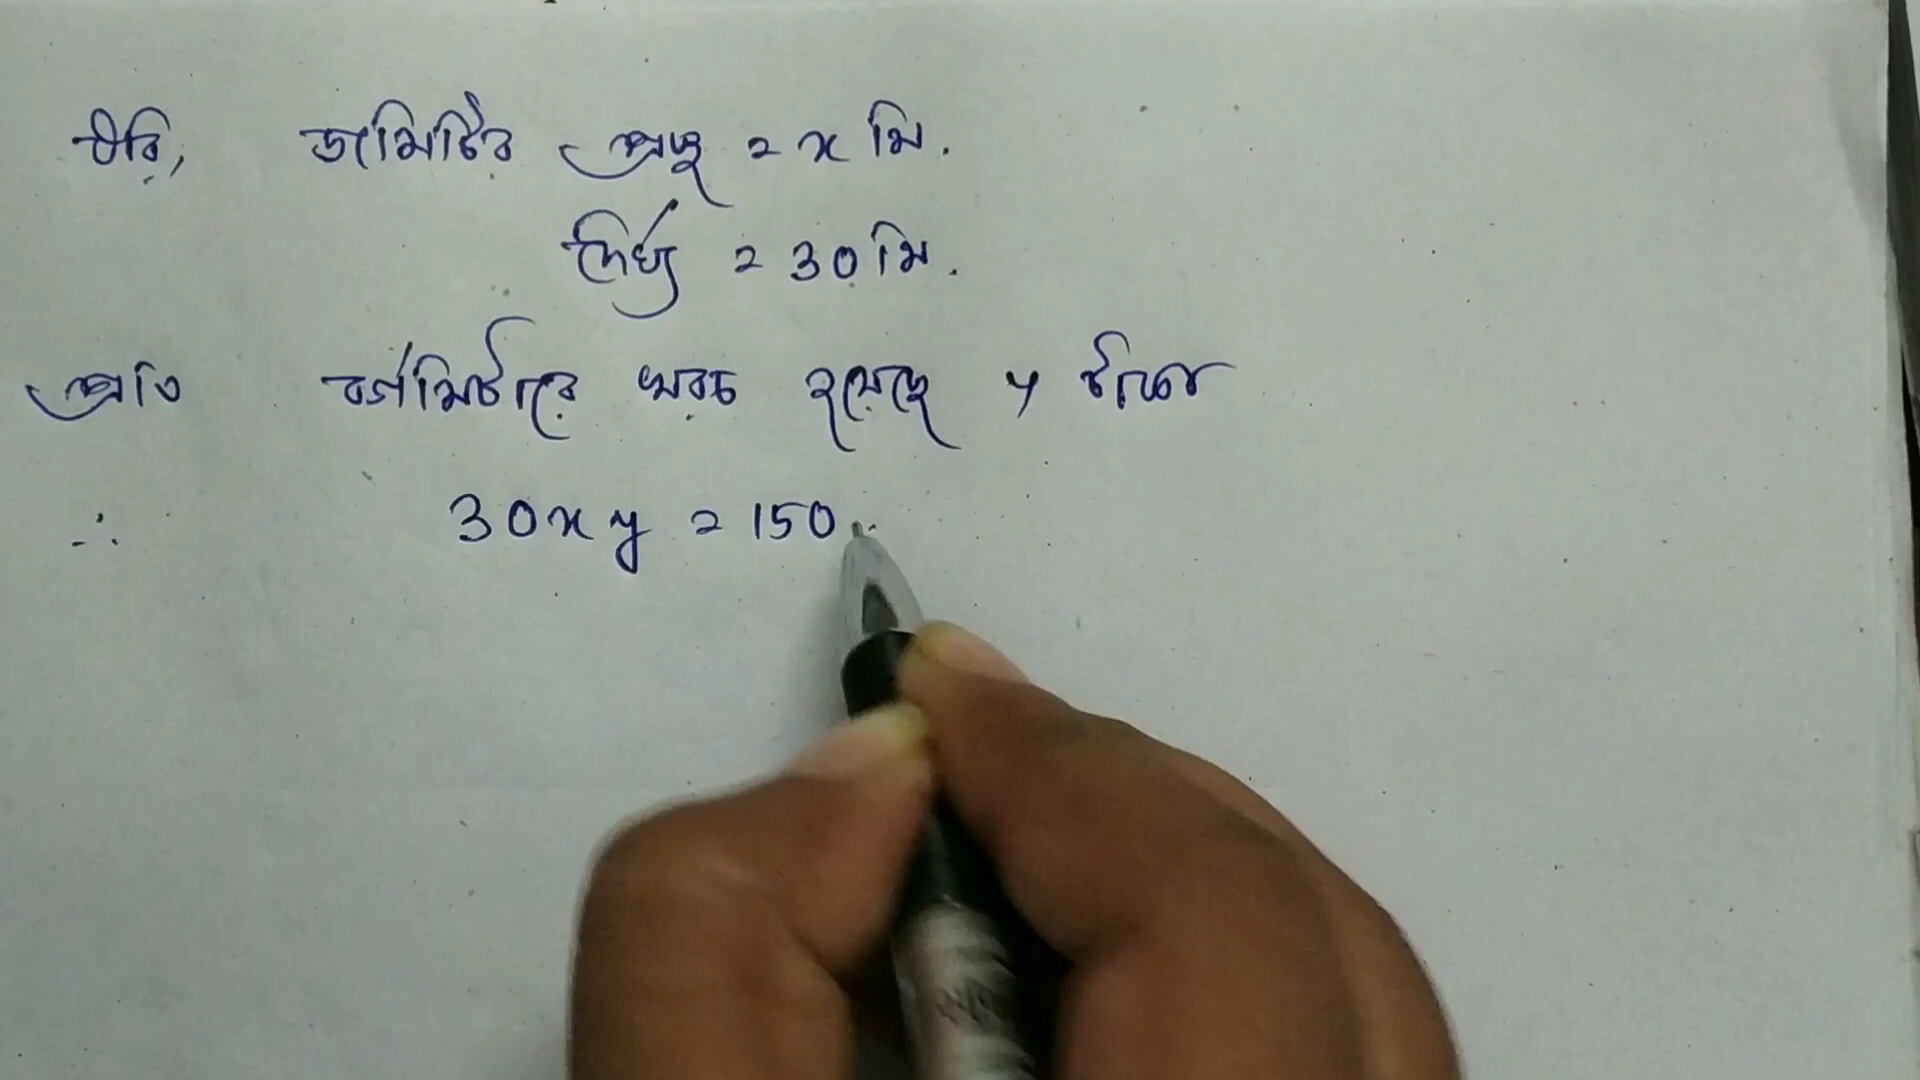 ধরি, জমিটির প্রস্থ = x মি.
দৈর্ঘ্য = 30 মি.
প্রতি বর্গমিটারে খরচ হয়েছে y টাকা
∴ 30xy = 150